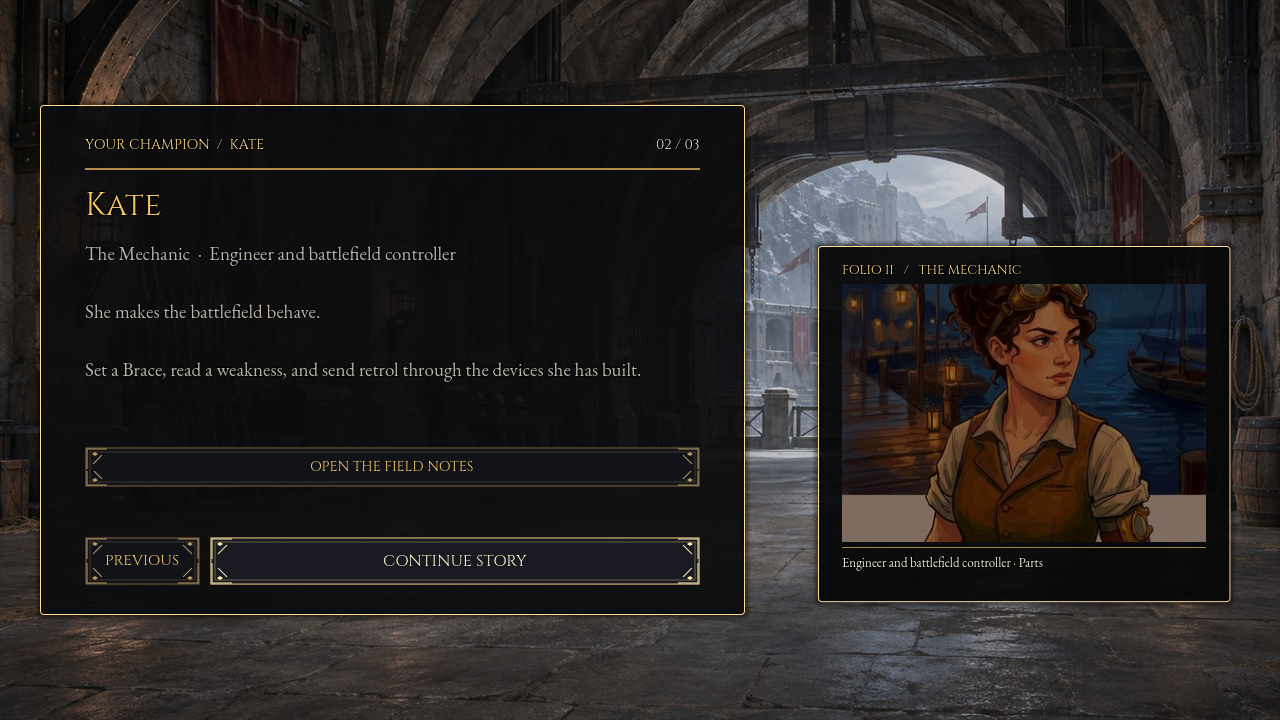 YOUR CHAMPION / KATE
02 / 03
KATE
The Mechanic · Engineer and battlefield controller
She makes the battlefield behave.
Set a Brace, read a weakness, and send retrol through the devices she has built.
OPEN THE FIELD NOTES
PREVIOUS
CONTINUE STORY
FOLIO II / THE MECHANIC
Engineer and battlefield controller · Parts